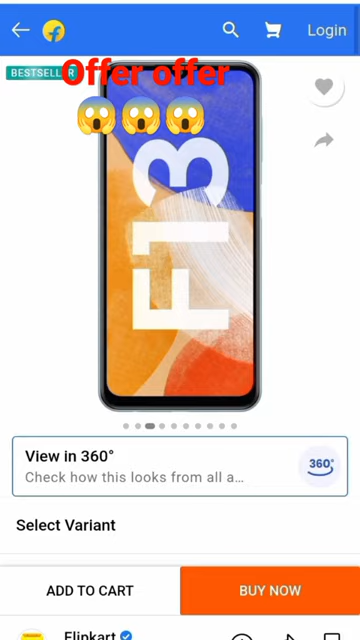 Login
BESTSELLER
Offer offer
F13
View in 360°
Check how this looks from all a...
360°
Select Variant
ADD TO CART
BUY NOW
Flipkart